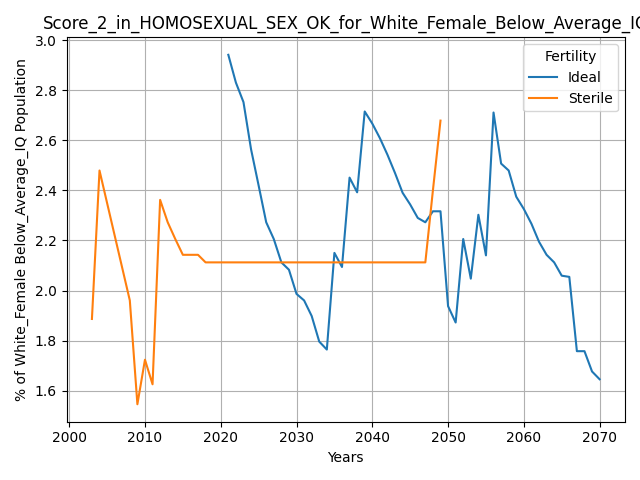 Score_2_in_HOMOSEXUAL_SEX_OK_for_White_Female_Below_Average_IQ
% of White_Female Below_Average_IQ Population
3.0
2.8
2.6
2.4
2.2
2.0
1.8
1.6
Fertility
Ideal
Sterile
2000 2010 2020 2030 2040 2050 2060 2070
Years